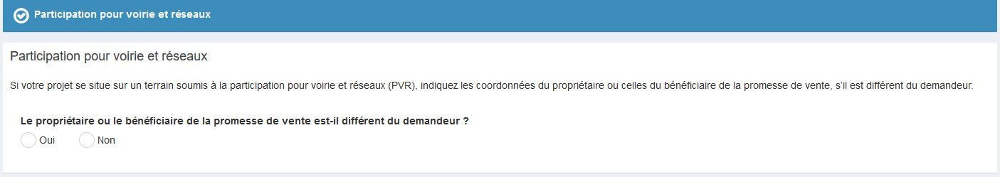 Participation pour voirie et réseaux
Participation pour voirie et réseaux
Si votre projet se situe sur un terrain soumis à la participation pour voirie et réseaux (PVR), indiquez les coordonnées du propriétaire ou celles du bénéficiaire de la promesse de vente, s'il est différent du demandeur.
Le propriétaire ou le bénéficiaire de la promesse de vente est-il différent du demandeur ?
Oui Non